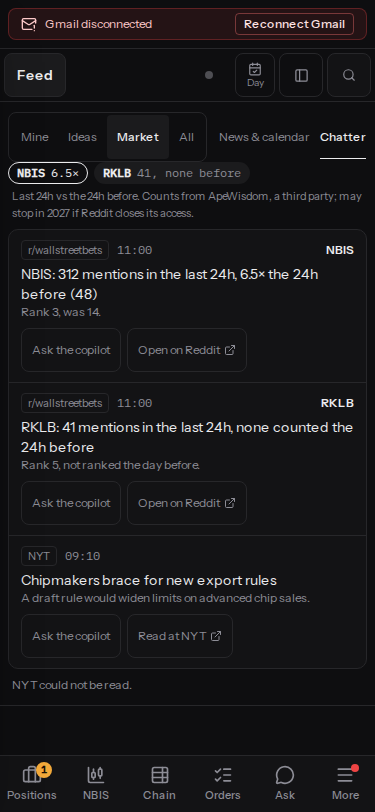 Gmail disconnected
Reconnect Gmail
Feed
Day
Mine
Ideas
Market
All
News & calendar
Chatter
NBIS 6.5×
RKLB 41, none before
Last 24h vs the 24h before. Counts from ApeWisdom, a third party; may
stop in 2027 if Reddit closes its access.
r/wallstreetbets 11:00 NBIS
NBIS: 312 mentions in the last 24h, 6.5× the 24h
before (48)
Rank 3, was 14.
Ask the copilot
Open on Reddit
r/wallstreetbets 11:00 RKLB
RKLB: 41 mentions in the last 24h, none counted the
24h before
Rank 5, not ranked the day before.
Ask the copilot
Open on Reddit
NYT 09:10
Chipmakers brace for new export rules
A draft rule would widen limits on advanced chip sales.
Ask the copilot
Read at NYT
NYT could not be read.
1
Positions
NBIS
Chain
Orders
Ask
More